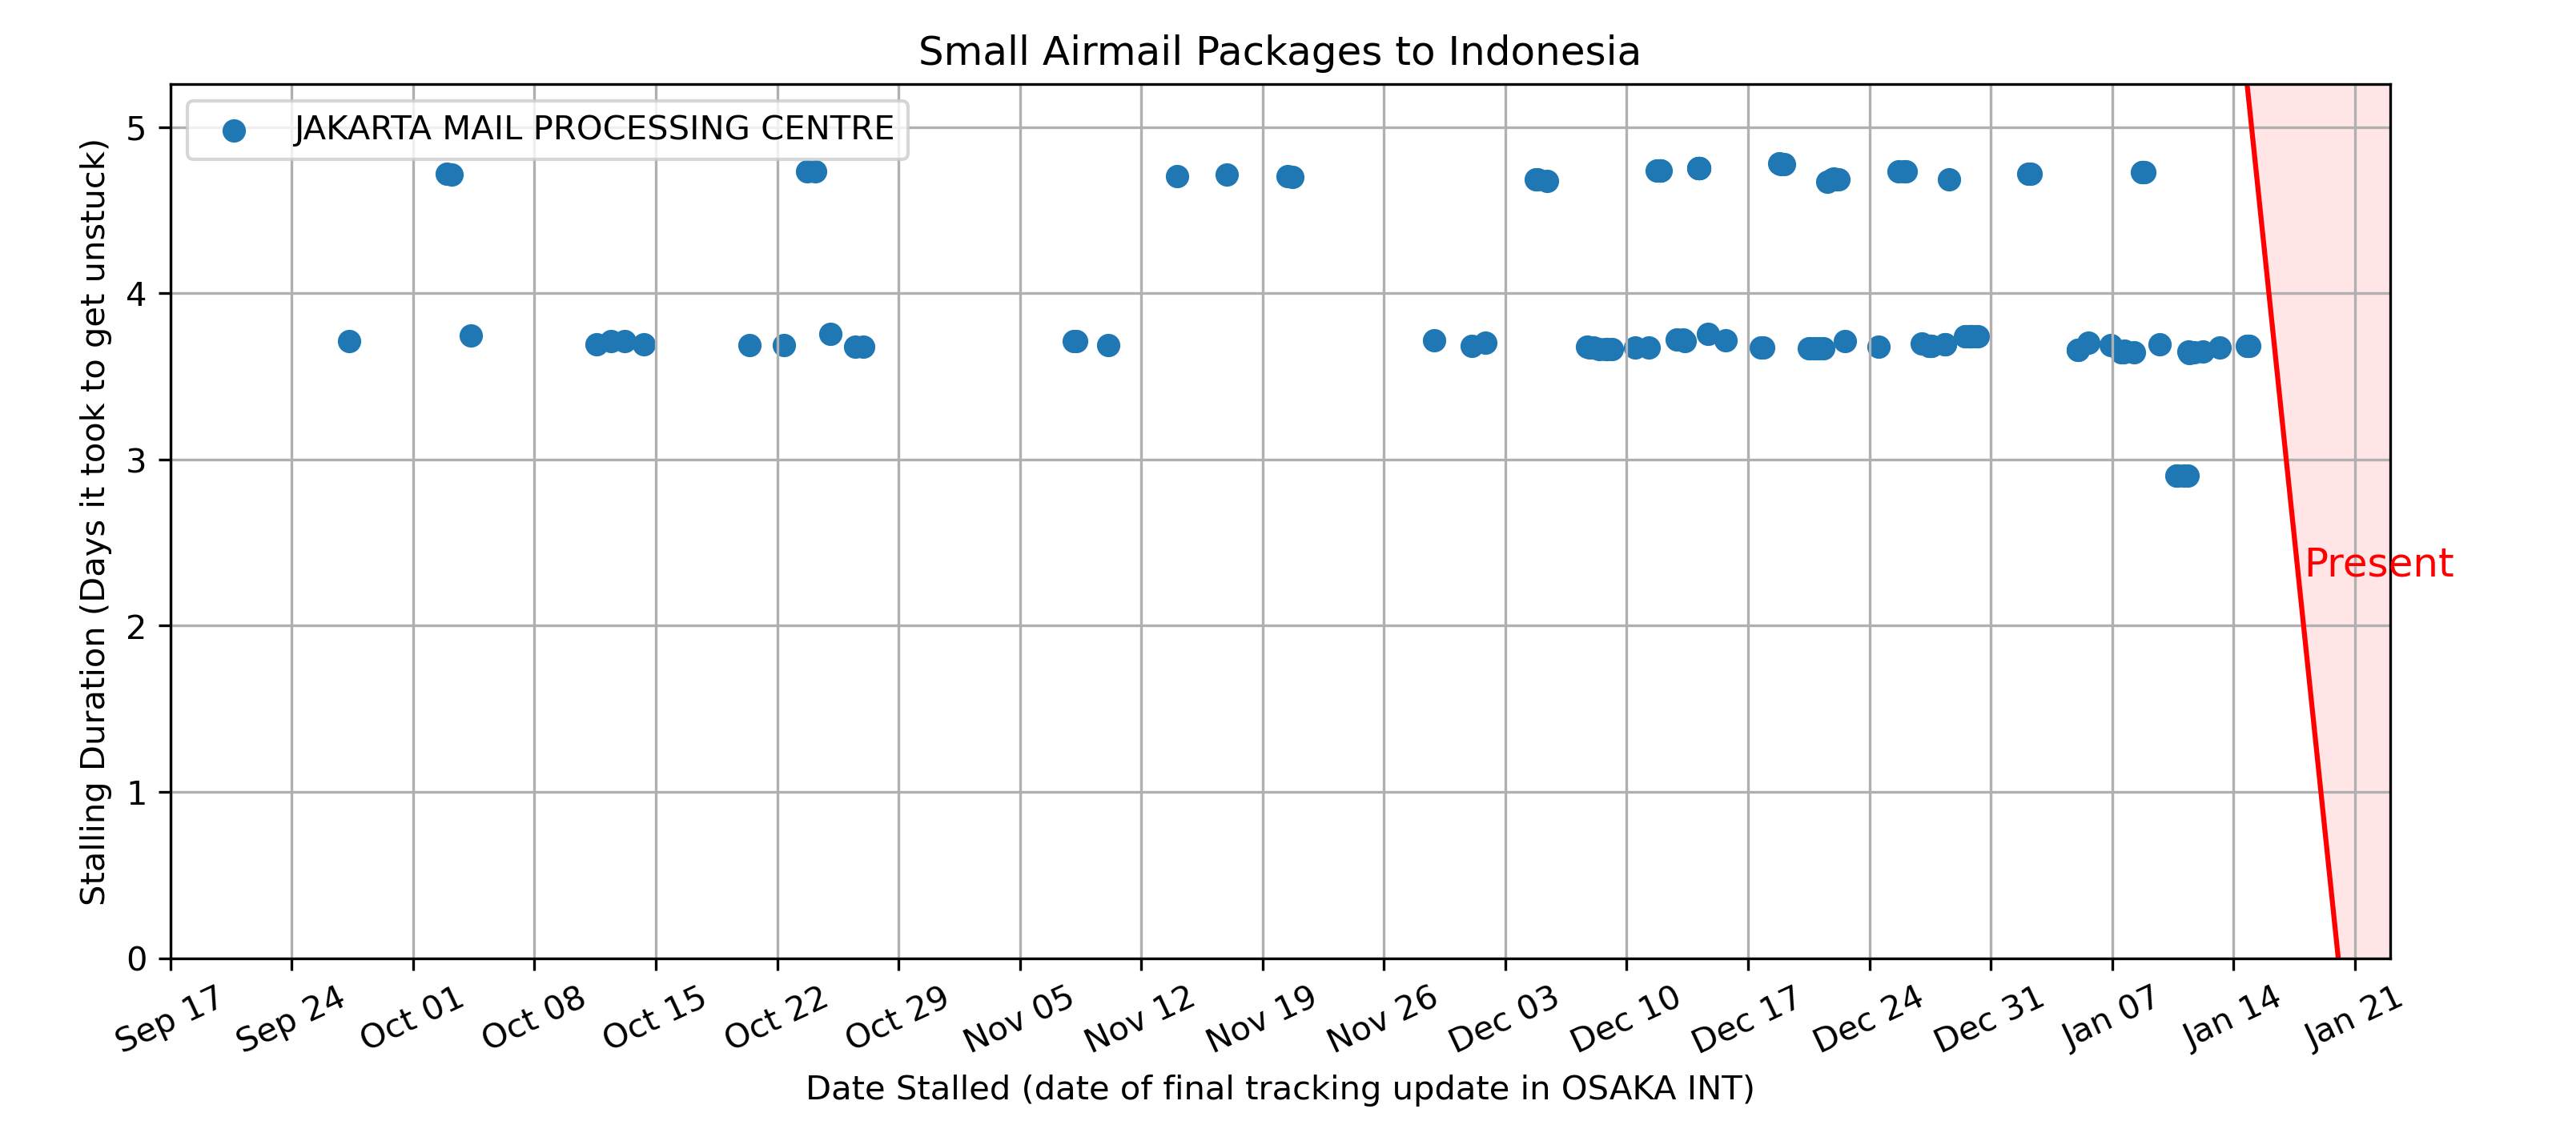 Small Airmail Packages to Indonesia
JAKARTA MAIL PROCESSING CENTRE
Stalling Duration (Days it took to get unstuck)
5
4
3
2
1
0
Present
Sep 17
Sep 24
Oct 01
Oct 08
Oct 15
Oct 22
Oct 29
Nov 05
Nov 12
Nov 19
Nov 26
Dec 03
Dec 10
Dec 17
Dec 24
Dec 31
Jan 07
Jan 14
Jan 21
Date Stalled (date of final tracking update in OSAKA INT)